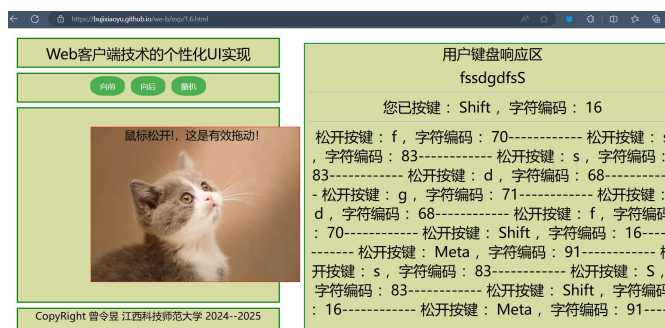 https://bujixiaoyu.github.io/we-b/exp/1.6.html
Web客户端技术的个性化UI实现
向前 向后 随机
鼠标松开!，这是有效拖动！
CopyRight 曾令昱 江西科技师范大学 2024--2025
用户键盘响应区
fssdgdfsS
您已按键 : Shift ，字符编码 : 16
松开按键 : f ，字符编码 : 70------------ 松开按键 : s
，字符编码 : 83------------ 松开按键 : s ，字符编码 :
83------------ 松开按键 : d ，字符编码 : 68---------
- 松开按键 : g ，字符编码 : 71------------ 松开按键 :
d ，字符编码 : 68------------ 松开按键 : f ，字符编码
: 70------------ 松开按键 : Shift ，字符编码 : 16----
------- 松开按键 : Meta ，字符编码 : 91------------ 松
开按键 : s ，字符编码 : 83------------ 松开按键 : S ，
字符编码 : 83------------ 松开按键 : Shift ，字符编码
: 16------------ 松开按键 : Meta ，字符编码 : 91----